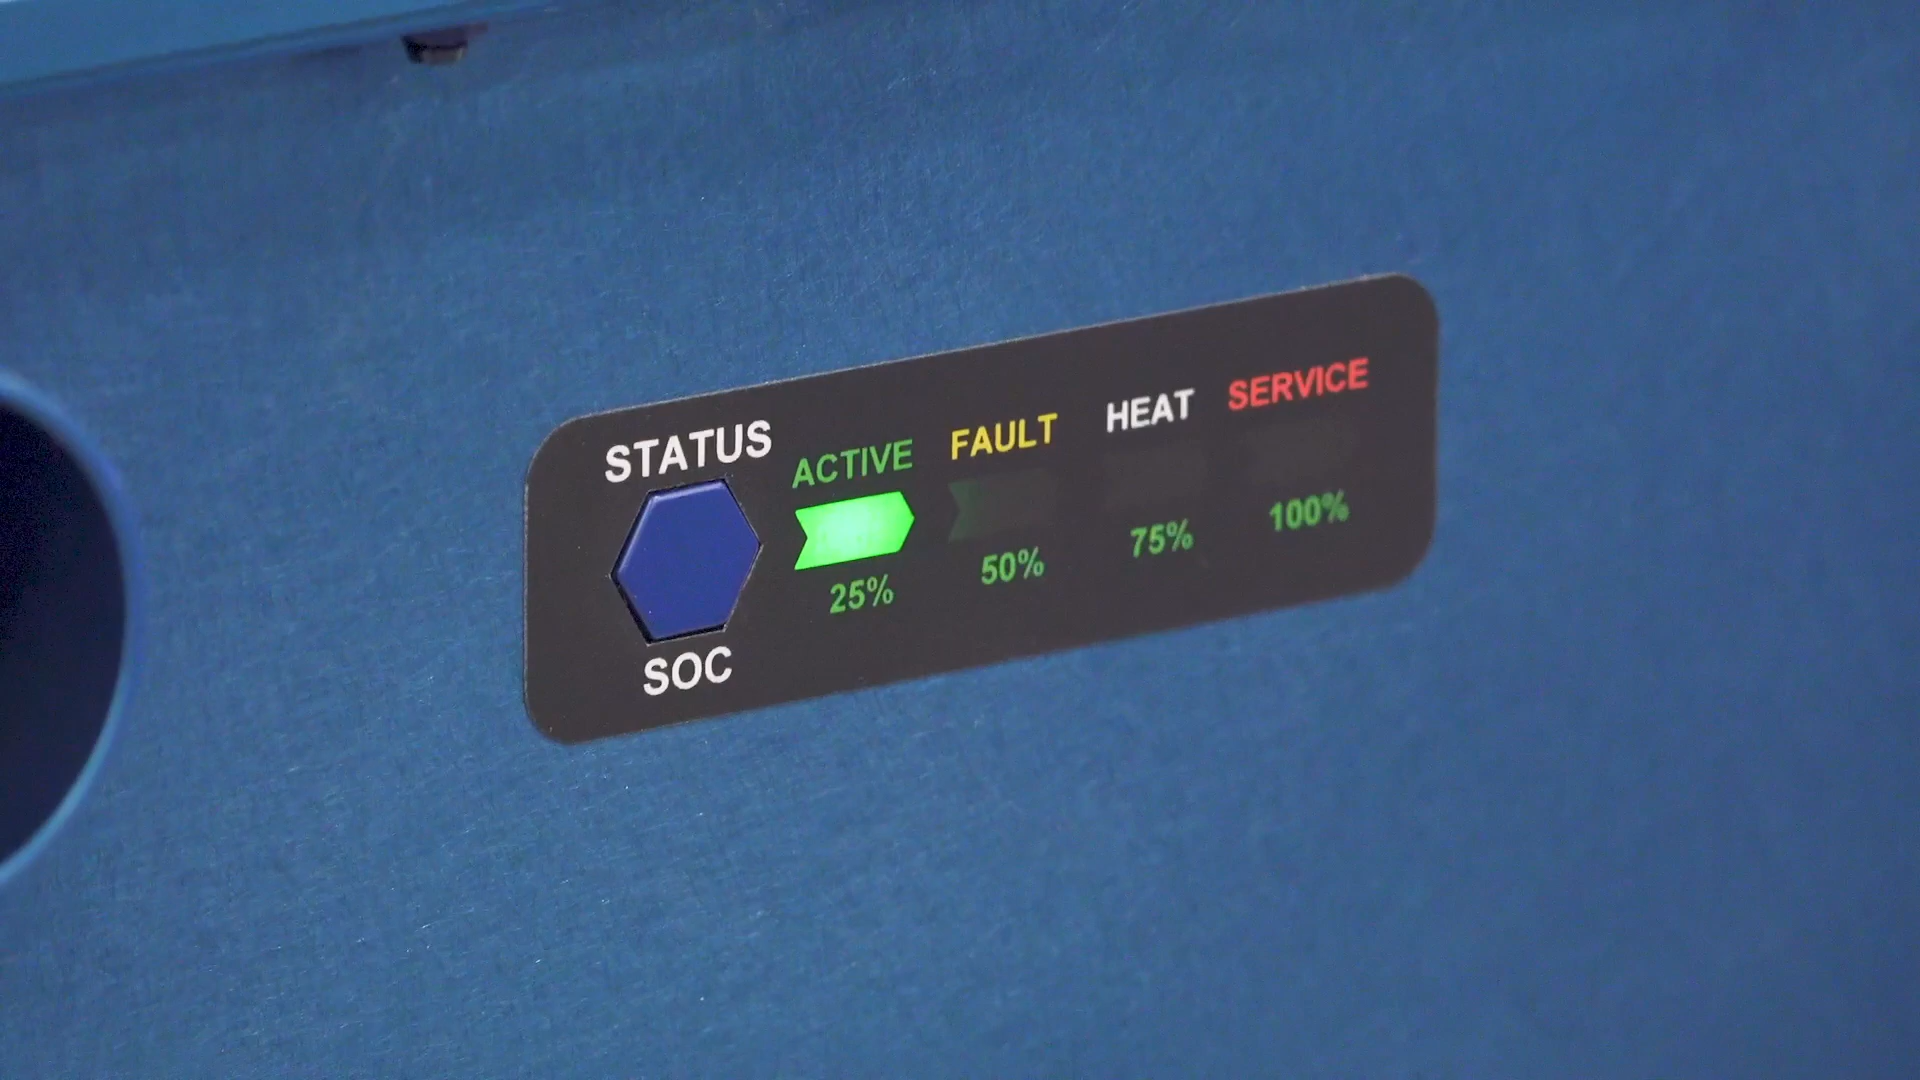 STATUS
ACTIVE FAULT HEAT SERVICE
25% 50% 75% 100%
SOC